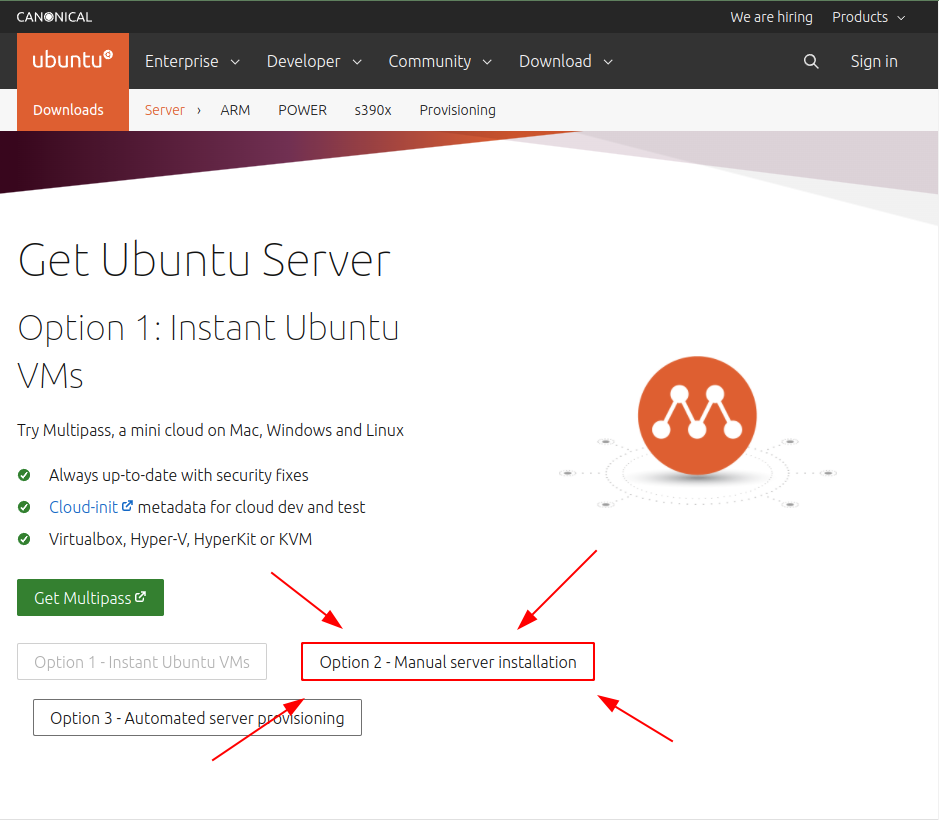 CANONICAL We are hiring Products
ubuntu Enterprise Developer Community Download Sign in
Downloads Server › ARM POWER s390x Provisioning
Get Ubuntu Server
Option 1: Instant Ubuntu
VMs
Try Multipass, a mini cloud on Mac, Windows and Linux
Always up-to-date with security fixes
Cloud-init metadata for cloud dev and test
Virtualbox, Hyper-V, HyperKit or KVM
Get Multipass
Option 1 - Instant Ubuntu VMs Option 2 - Manual server installation
Option 3 - Automated server provisioning